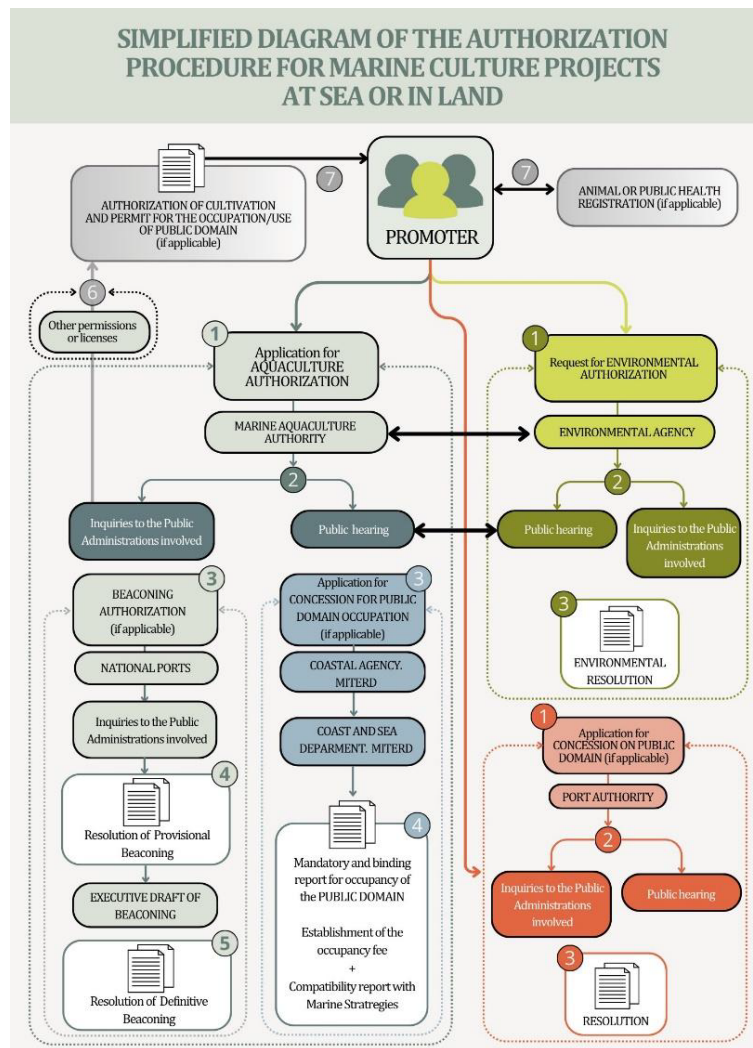 SIMPLIFIED DIAGRAM OF THE AUTHORIZATION
PROCEDURE FOR MARINE CULTURE PROJECTS
AT SEA OR IN LAND
7
AUTHORIZATION OF CULTIVATION
AND PERMIT FOR THE OCCUPATION/USE
OF PUBLIC DOMAIN
(if applicable)
PROMOTER
7
ANIMAL OR PUBLIC HEALTH
REGISTRATION (if applicable)
6
Other permissions
or licenses
1
Application for
AQUACULTURE
AUTHORIZATION
MARINE AQUACULTURE
AUTHORITY
2
Inquiries to the Public
Administrations involved
Public hearing
1
Request for ENVIRONMENTAL
AUTHORIZATION
ENVIRONMENTAL AGENCY
2
Public hearing
Inquiries to the Public
Administrations
involved
3
ENVIRONMENTAL
RESOLUTION
3
BEACONING
AUTHORIZATION
(if applicable)
NATIONAL PORTS
Inquiries to the Public
Administrations involved
4
Resolution of Provisional
Beaconing
EXECUTIVE DRAFT OF
BEACONING
5
Resolution of Definitive
Beaconing
3
Application for
CONCESSION FOR PUBLIC
DOMAIN OCCUPATION
(if applicable)
COASTAL AGENCY.
MITERD
COAST AND SEA
DEPARMENT. MITERD
4
Mandatory and binding
report for occupancy of
the PUBLIC DOMAIN
Establishment of the
occupancy fee
+
Compatibility report with
Marine Stratregies
1
Application for
CONCESSION ON PUBLIC
DOMAIN (if applicable)
PORT AUTHORITY
2
Inquiries to the Public
Administrations
involved
Public hearing
3
RESOLUTION